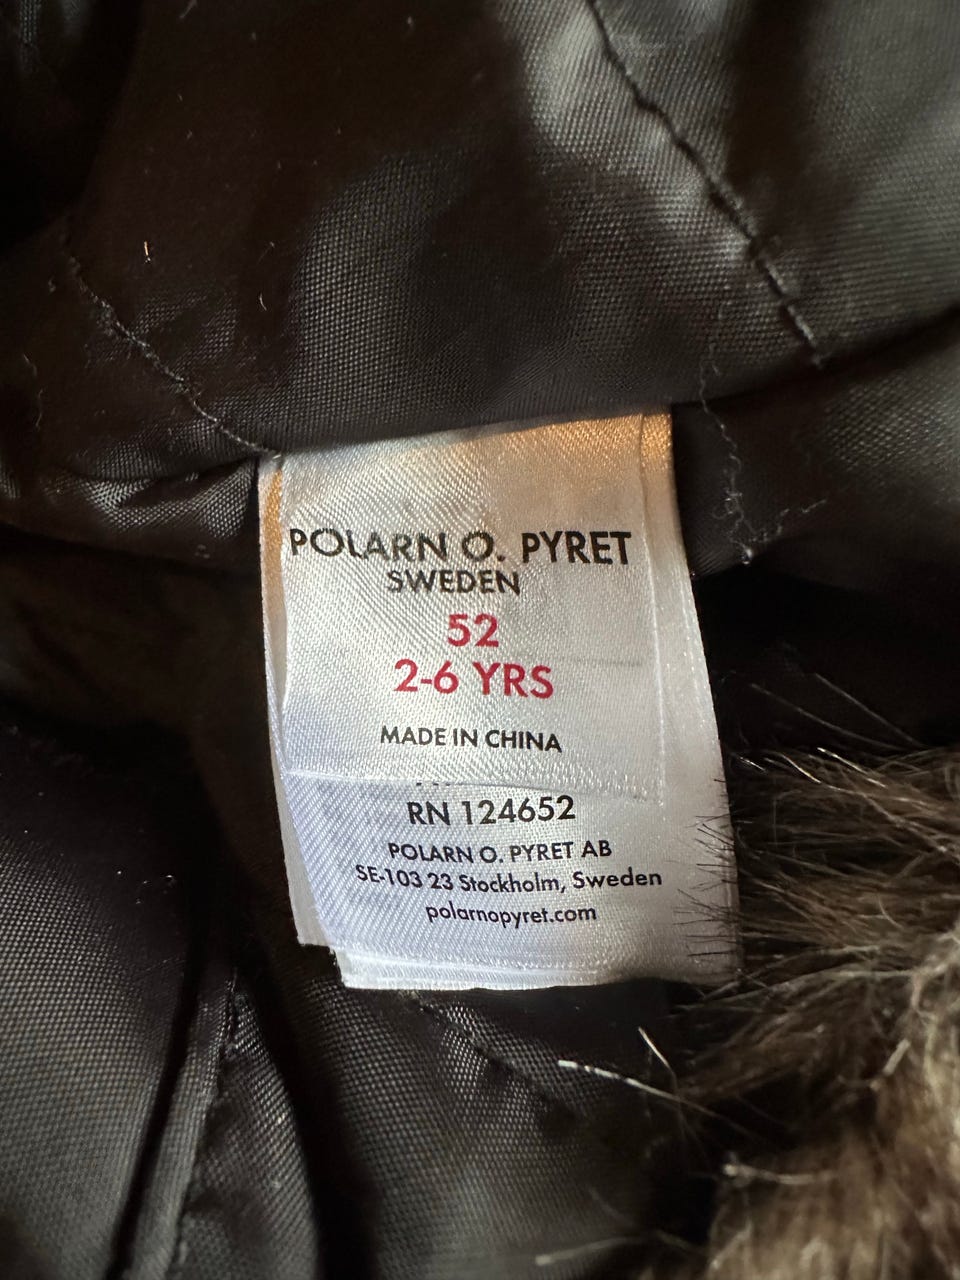 POLARN O. PYRET
SWEDEN
52
2-6 YRS
MADE IN CHINA
RN 124652
POLARN O. PYRET AB
SE-103 23 Stockholm, Sweden
polarnopyret.com